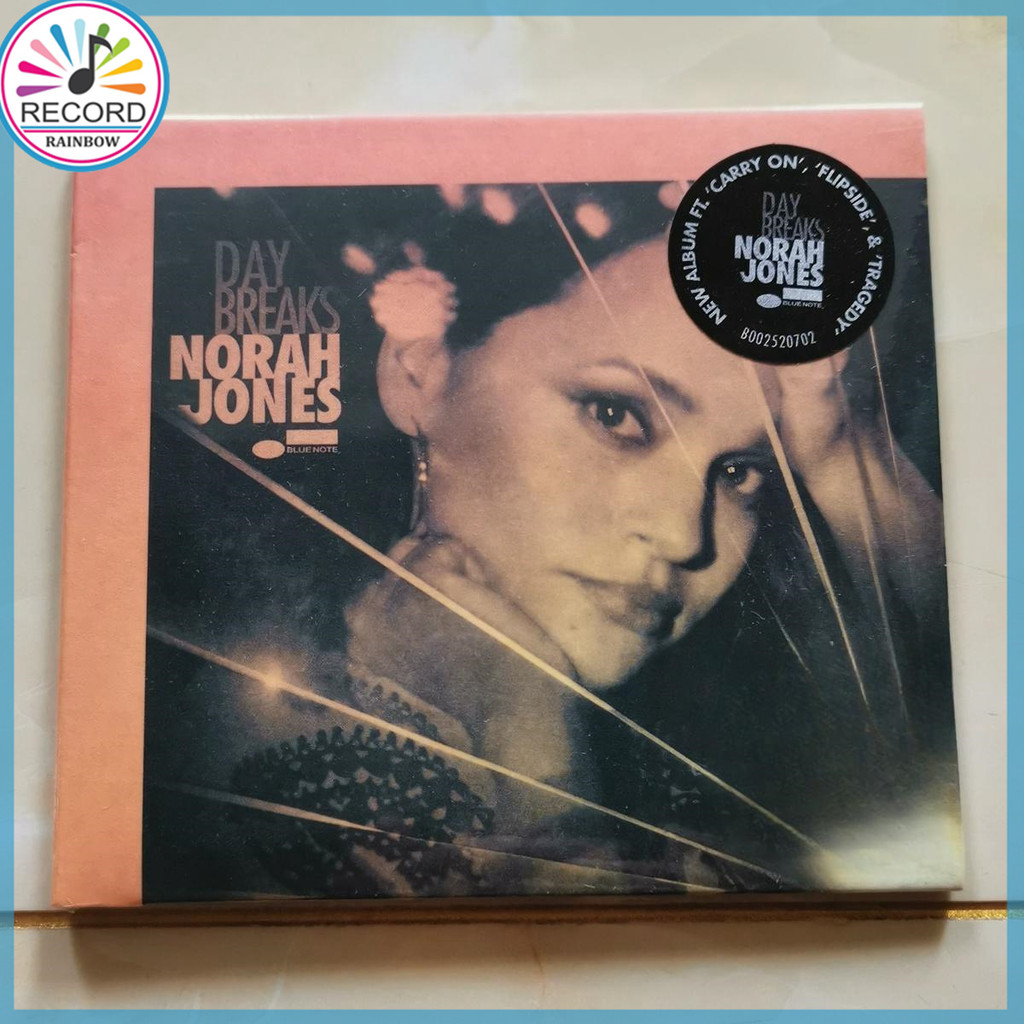 RECORD
RAINBOW
DAY
BREAKS
NORAH
JONES
BLUE NOTE
NEW ALBUM FT. 'CARRY ON', 'FLIPSIDE', & 'TRAGEDY'
DAY
BREAKS
NORAH
JONES
BLUE NOTE
B002520702